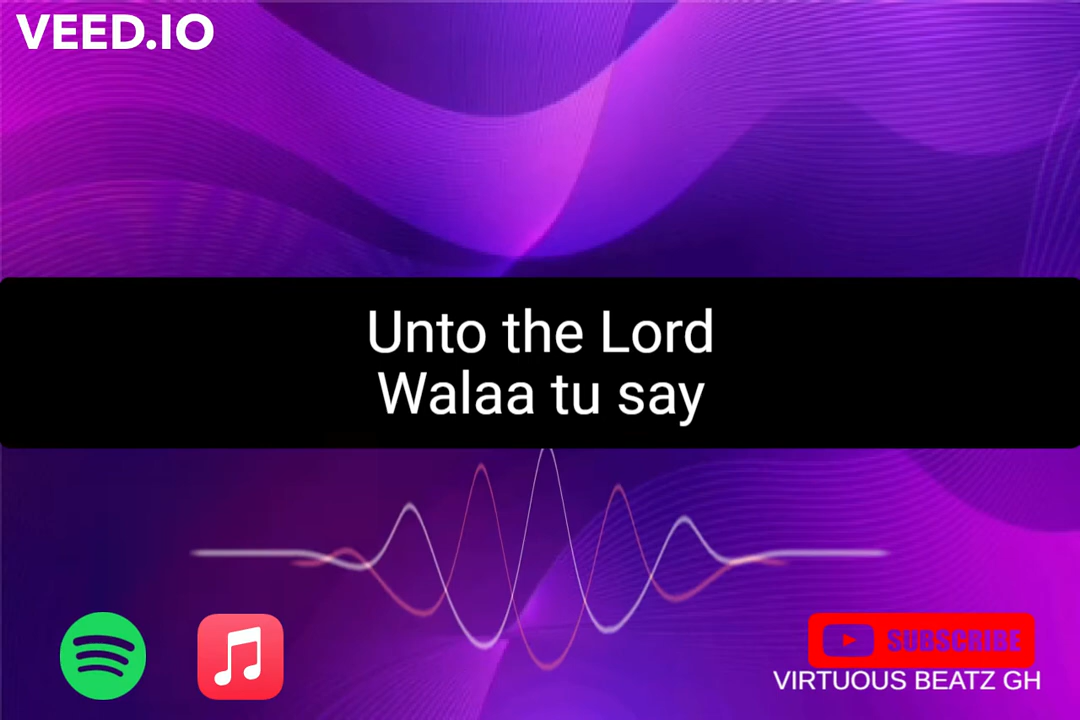 VEED.IO
Unto the Lord
Walaa tu say
SUBSCRIBE
VIRTUOUS BEATZ GH